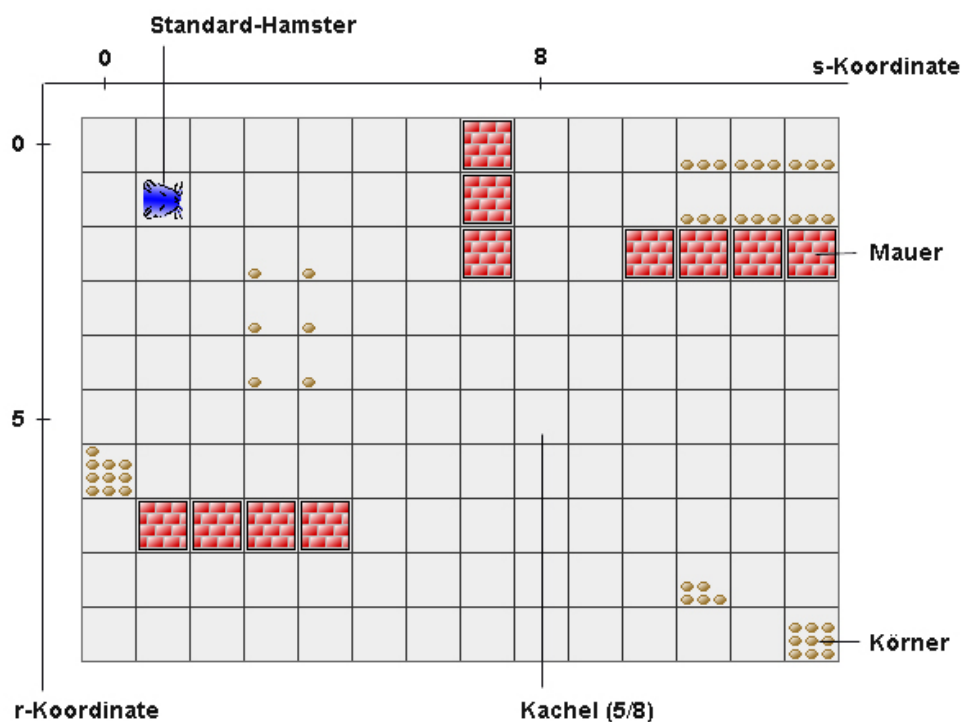 Standard-Hamster
0
8
s-Koordinate
0
Mauer
5
Körner
r-Koordinate
Kachel (5/8)